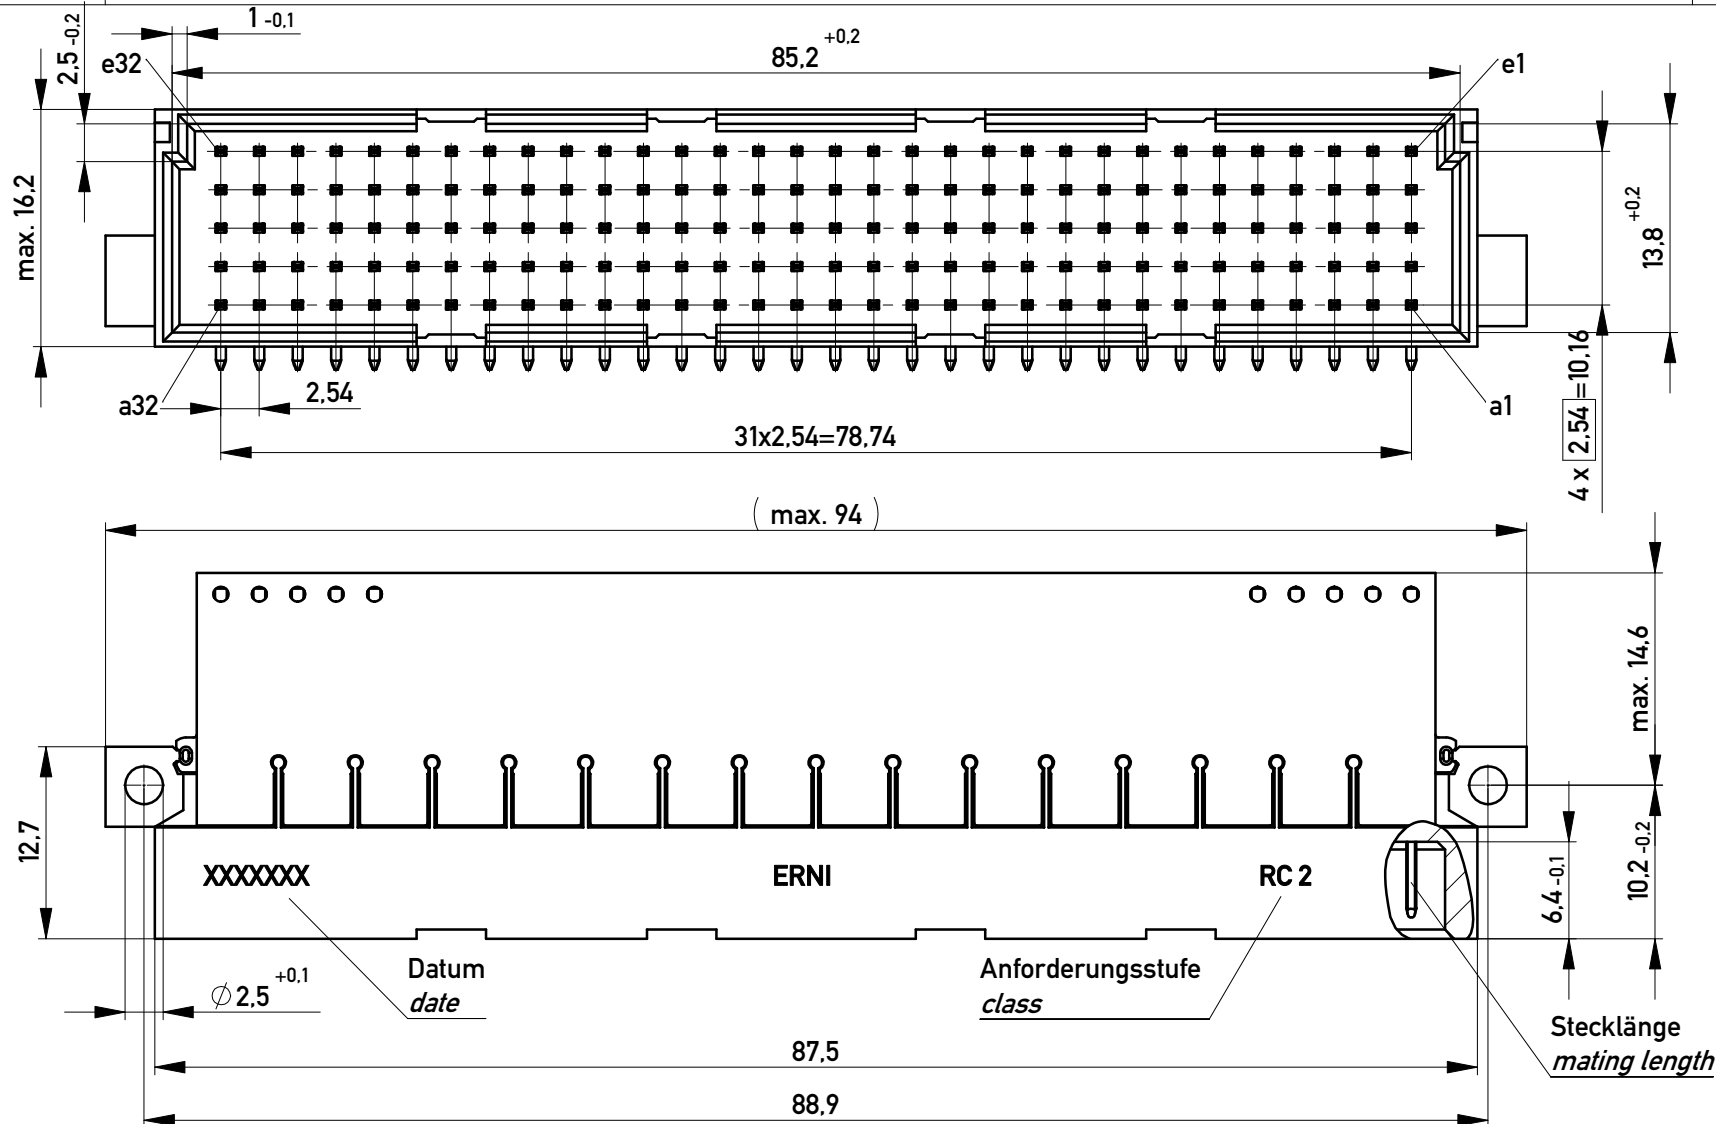 1 -0,1
2,5 -0,2
85,2 +0,2
e32
e1
max. 16,2
13,8 +0,2
a32
2,54
a1
31x2,54=78,74
4 x 2,54 =10,16
( max. 94 )
max. 14,6
12,7
XXXXXXX
ERNI
RC 2
6,4 -0,1
10,2 -0,2
Datum
date
Anforderungsstufe
class
∅ 2,5 +0,1
Stecklänge
mating length
87,5
88,9